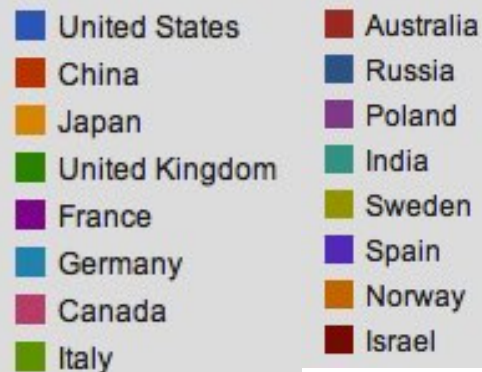 United States
China
Japan
United Kingdom
France
Germany
Canada
Italy
Australia
Russia
Poland
India
Sweden
Spain
Norway
Israel